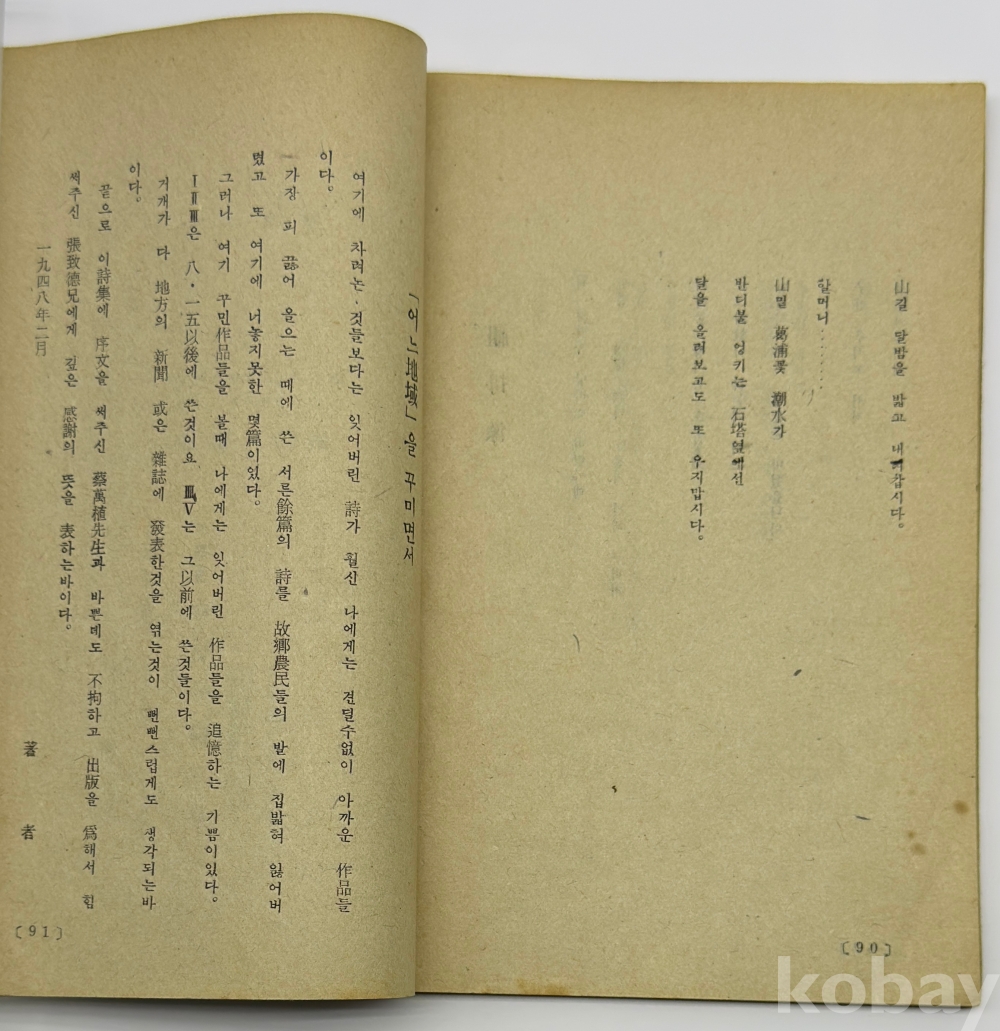 山길 달밤을 밟고 내려갑시다.
할머니········
山밑 葛浦꽃 潮水가
반디불 엉키는 石塔옆에선
달을 울려보고도 또 우지맙시다.
〔90〕
「어느地域」을 꾸미면서
여기에 차려논 것들보다는 잊어버린 詩가 훨신 나에게는 견딜수없이 아까운 作品들
이다.
가장 피 끓어 올으는 때에 쓴 서른餘篇의 詩를 故鄕農民들의 발에 집밟혀 잃어버
렸고 또 여기에 너놓지못한 몇篇이있다.
그러나 여기 꾸민作品들을 볼때 나에게는 잊어버린 作品들을 追憶하는 기쁨이있다.
ⅠⅡⅢ은 八·一五以後에 쓴것이요 ⅢⅤ는 그以前에 쓴것들이다.
거개가 다 地方의 新聞 或은 雜誌에 發表한것을 엮는것이 뻔뻔스럽게도 생각되는바
이다.
끝으로 이詩集에 序文을 써주신 蔡萬植先生과 바쁜데도 不拘하고 出版을 爲해서 힘
써주신 張致德兄에게 깊은 感謝의 뜻을 表하는바이다.
一九四八年二月
著者
〔91〕
kobay